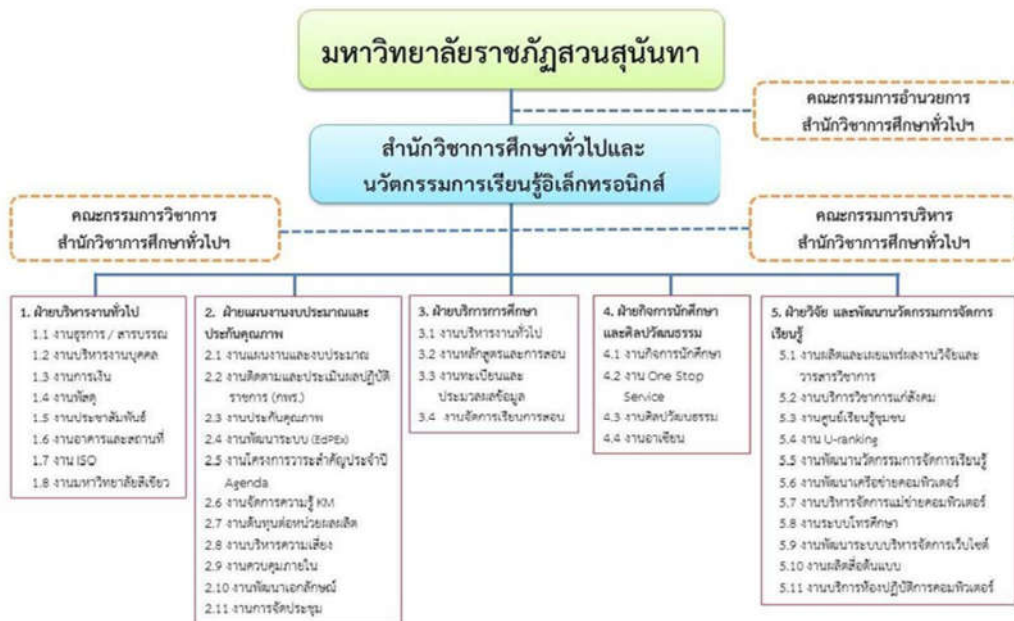 มหาวิทยาลัยราชภัฏสวนสุนันทา
คณะกรรมการอำนวยการ
สำนักวิชาการศึกษาทั่วไปฯ
สำนักวิชาการศึกษาทั่วไปและ
นวัตกรรมการเรียนรู้อิเล็กทรอนิกส์
คณะกรรมการวิชาการ
สำนักวิชาการศึกษาทั่วไปฯ
คณะกรรมการบริหาร
สำนักวิชาการศึกษาทั่วไปฯ
1. ฝ่ายบริหารงานทั่วไป
1.1 งานธุรการ / สารบรรณ
1.2 งานบริหารงานบุคคล
1.3 งานการเงิน
1.4 งานพัสดุ
1.5 งานประชาสัมพันธ์
1.6 งานอาคารและสถานที่
1.7 งาน ISO
1.8 งานมหาวิทยาลัยสีเขียว
2. ฝ่ายแผนงานงบประมาณและ
ประกันคุณภาพ
2.1 งานแผนงานและงบประมาณ
2.2 งานติดตามและประเมินผลปฏิบัติ
ราชการ (กพร.)
2.3 งานประกันคุณภาพ
2.4 งานพัฒนาระบบ (EdPEx)
2.5 งานโครงการวาระสำคัญประจำปี
Agenda
2.6 งานจัดการความรู้ KM
2.7 งานต้นทุนต่อหน่วยผลผลิต
2.8 งานบริหารความเสี่ยง
2.9 งานควบคุมภายใน
2.10 งานพัฒนาเอกลักษณ์
2.11 งานการจัดประชุม
3. ฝ่ายบริการการศึกษา
3.1 งานบริหารงานทั่วไป
3.2 งานหลักสูตรและการสอน
3.3 งานทะเบียนและ
ประมวลผลข้อมูล
3.4 งานจัดการเรียนการสอน
4. ฝ่ายกิจการนักศึกษา
และศิลปวัฒนธรรม
4.1 งานกิจการนักศึกษา
4.2 งาน One Stop
Service
4.3 งานศิลปวัฒนธรรม
4.4 งานอาเซียน
5. ฝ่ายวิจัย และพัฒนานวัตกรรมการจัดการ
เรียนรู้
5.1 งานผลิตและเผยแพร่ผลงานวิจัยและ
วารสารวิชาการ
5.2 งานบริการวิชาการแก่สังคม
5.3 งานศูนย์เรียนรู้ชุมชน
5.4 งาน U-ranking
5.5 งานพัฒนานวัตกรรมการจัดการเรียนรู้
5.6 งานพัฒนาเครือข่ายคอมพิวเตอร์
5.7 งานบริหารจัดการแม่ข่ายคอมพิวเตอร์
5.8 งานระบบโทรศึกษา
5.9 งานพัฒนาระบบบริหารจัดการเว็บไซต์
5.10 งานผลิตสื่อต้นแบบ
5.11 งานบริการห้องปฏิบัติการคอมพิวเตอร์